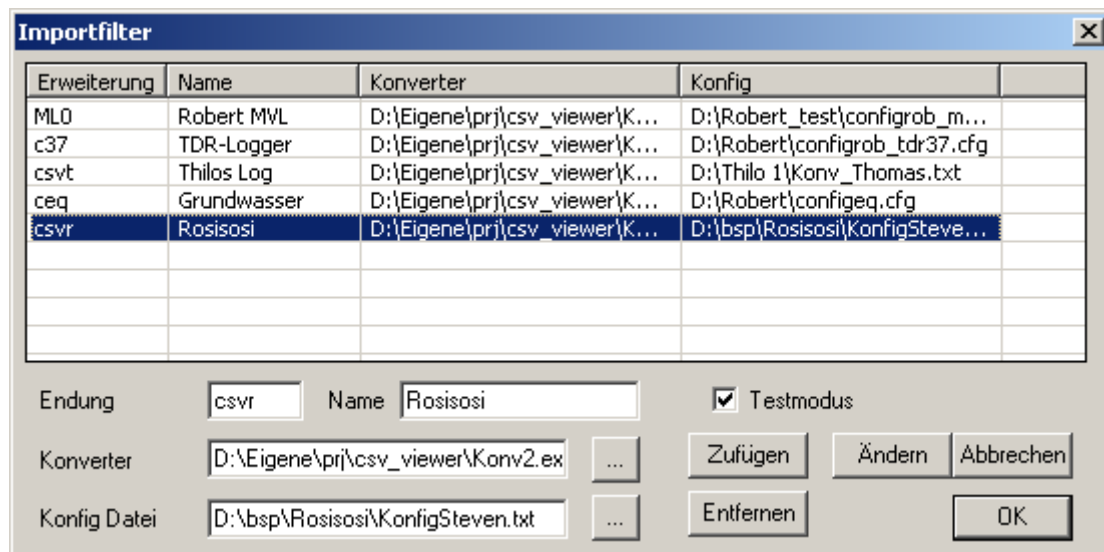 Importfilter
Erweiterung Name Konverter Konfig
ML0 Robert MVL D:\Eigene\prj\csv_viewer\K... D:\Robert_test\configrob_m...
c37 TDR-Logger D:\Eigene\prj\csv_viewer\K... D:\Robert\configrob_tdr37.cfg
csvt Thilos Log D:\Eigene\prj\csv_viewer\K... D:\Thilo 1\Konv_Thomas.txt
ceq Grundwasser D:\Eigene\prj\csv_viewer\K... D:\Robert\configeq.cfg
csvr Rosisosi D:\Eigene\prj\csv_viewer\K... D:\bsp\Rosisosi\KonfigSteve...
Endung csvr Name Rosisosi Testmodus
Konverter D:\Eigene\prj\csv_viewer\Konv2.ex ... Zufügen Ändern Abbrechen
Konfig Datei D:\bsp\Rosisosi\KonfigSteven.txt ... Entfernen OK